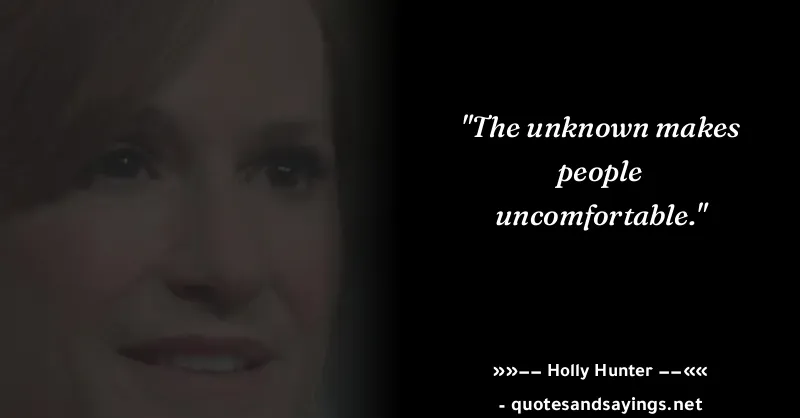 "The unknown makes
people
uncomfortable."
»»–– Holly Hunter ––««
- quotesandsayings.net